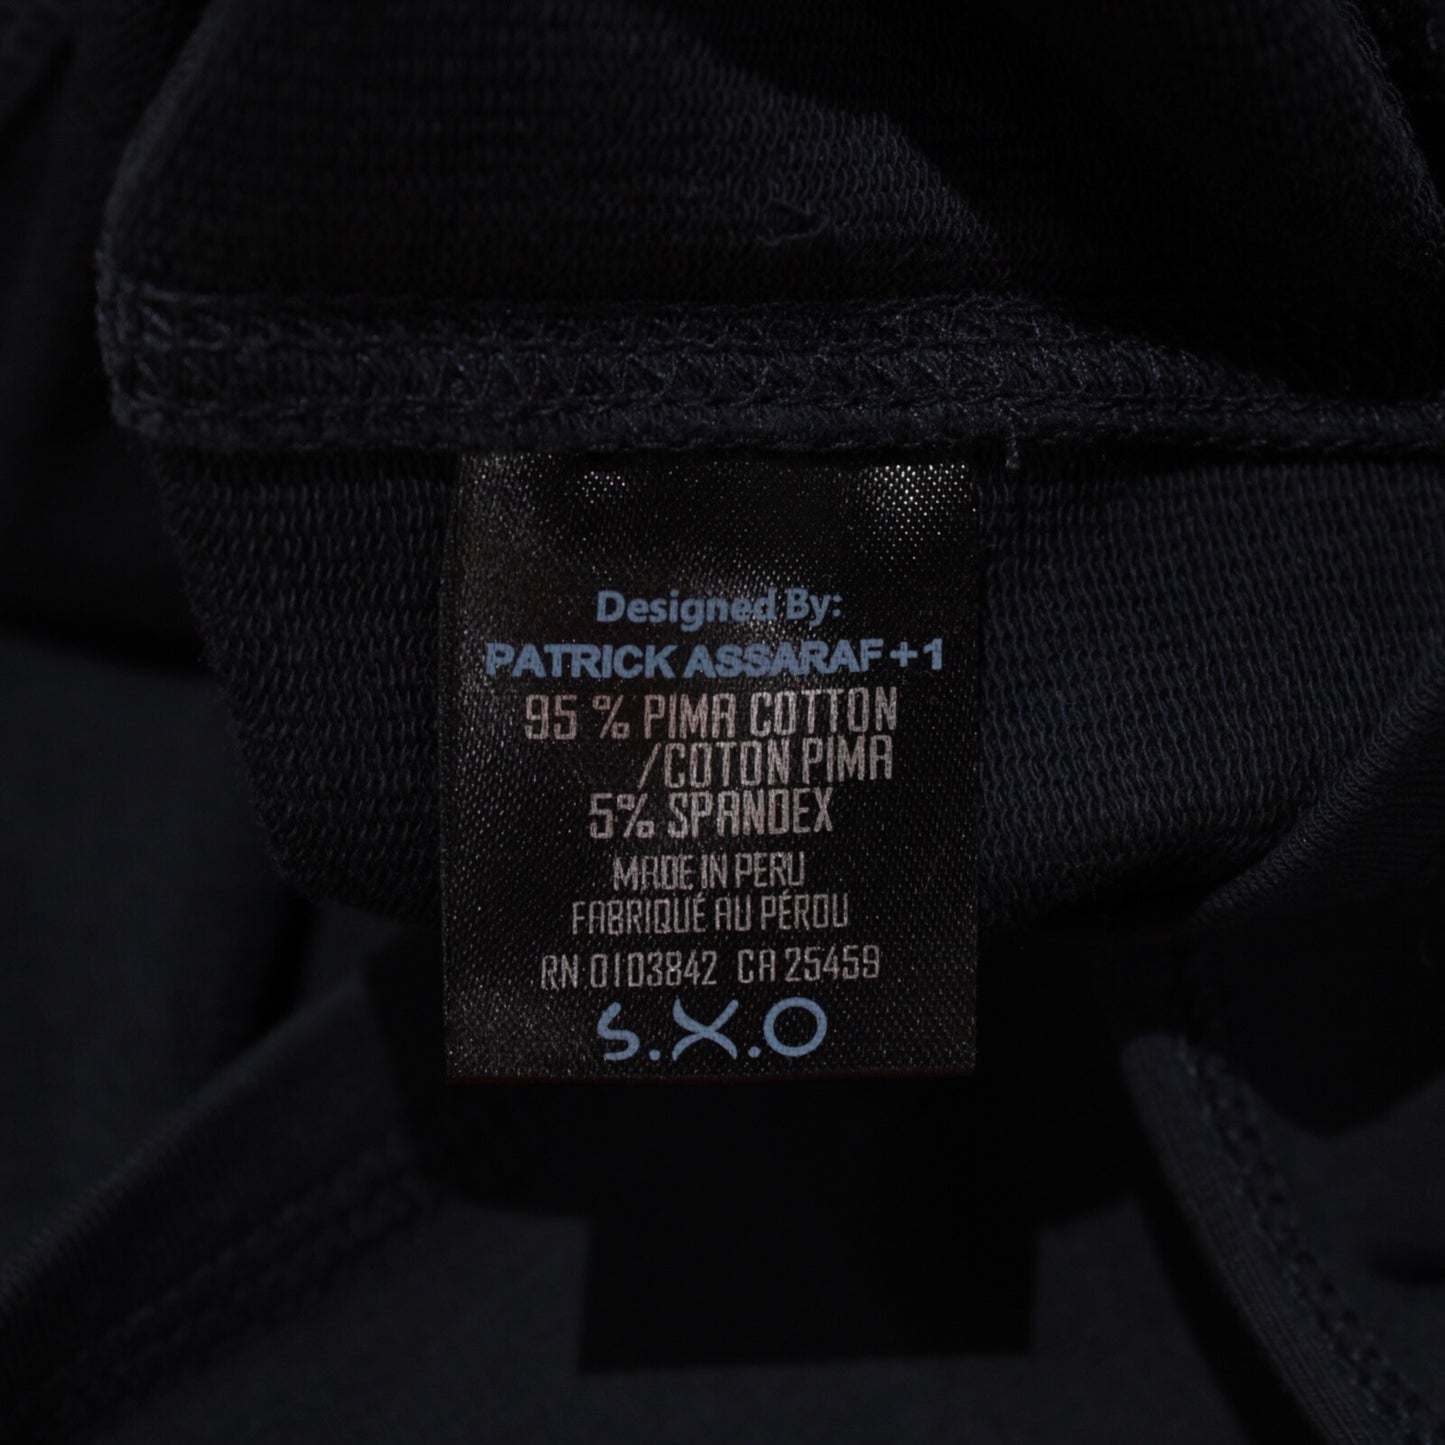 Designed By:
PATRICK ASSARAF + 1
95 % PIMA COTTON
/COTON PIMA
5% SPANDEX
MADE IN PERU
FABRIQUÉ AU PÉROU
RN 0103842 CA 25459
S.X.O